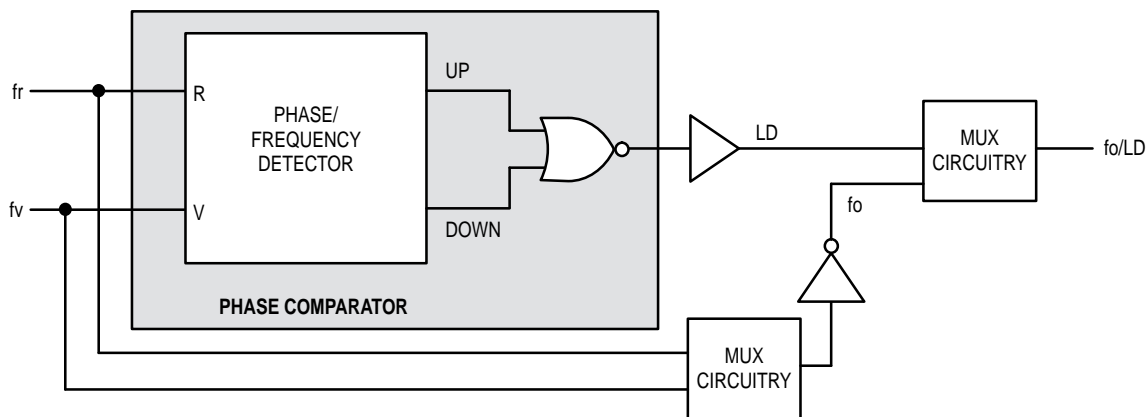 UP
fr
R
PHASE/
FREQUENCY
DETECTOR
LD
MUX
CIRCUITRY
fo/LD
fv
V
fo
DOWN
PHASE COMPARATOR
MUX
CIRCUITRY